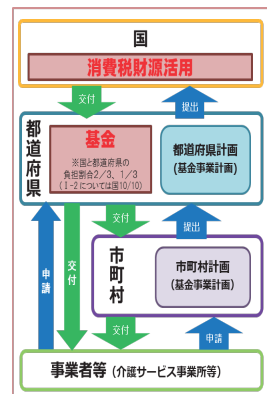 国
消費税財源活用
交付
提出
都道府県
基金
※国と都道府県の
負担割合2/3、1/3
(Ⅰ-2については国10/10)
都道府県計画
(基金事業計画)
申請
交付
交付
提出
市町村
市町村計画
(基金事業計画)
交付
申請
事業者等(介護サービス事業所等)